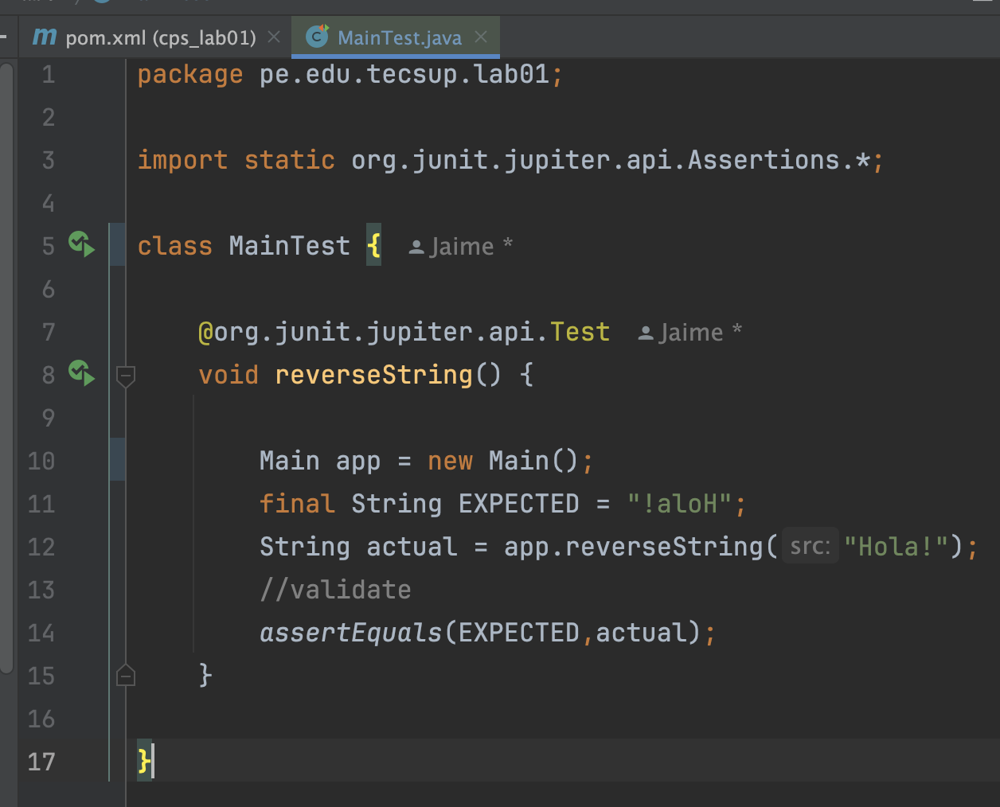 m pom.xml (cps_lab01) × C MainTest.java ×
1 package pe.edu.tecsup.lab01;
2
3 import static org.junit.jupiter.api.Assertions.*;
4
5 class MainTest { Jaime *
6
7 @org.junit.jupiter.api.Test Jaime *
8 void reverseString() {
9
10 Main app = new Main();
11 final String EXPECTED = "!aloH";
12 String actual = app.reverseString( src: "Hola!");
13 //validate
14 assertEquals(EXPECTED,actual);
15 }
16
17 }